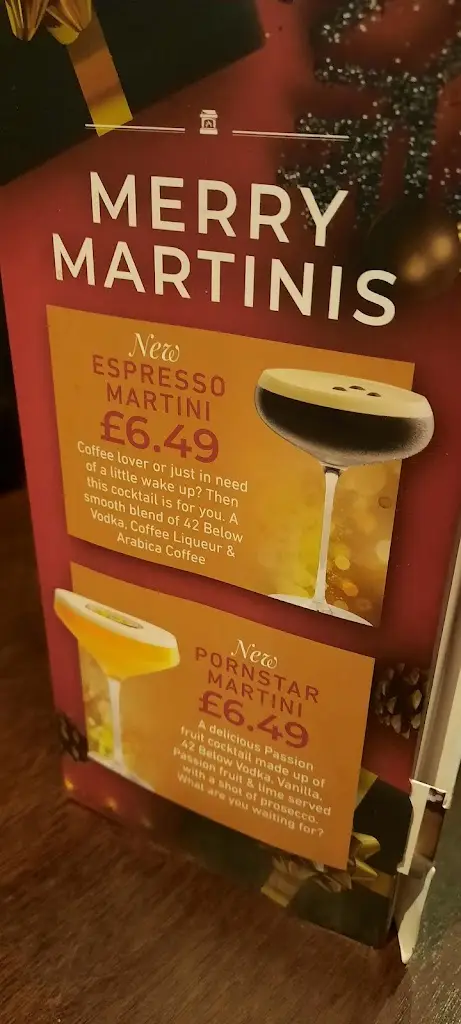 MERRY
MARTINIS
New
ESPRESSO
MARTINI
£6.49
Coffee lover or just in need
of a little wake up? Then
this cocktail is for you. A
smooth blend of 42 Below
Vodka, Coffee Liqueur &
Arabica Coffee
New
PORNSTAR
MARTINI
£6.49
A delicious Passion
fruit cocktail made up of
42 Below Vodka, Vanilla,
Passion fruit & lime served
with a shot of prosecco.
What are you waiting for?